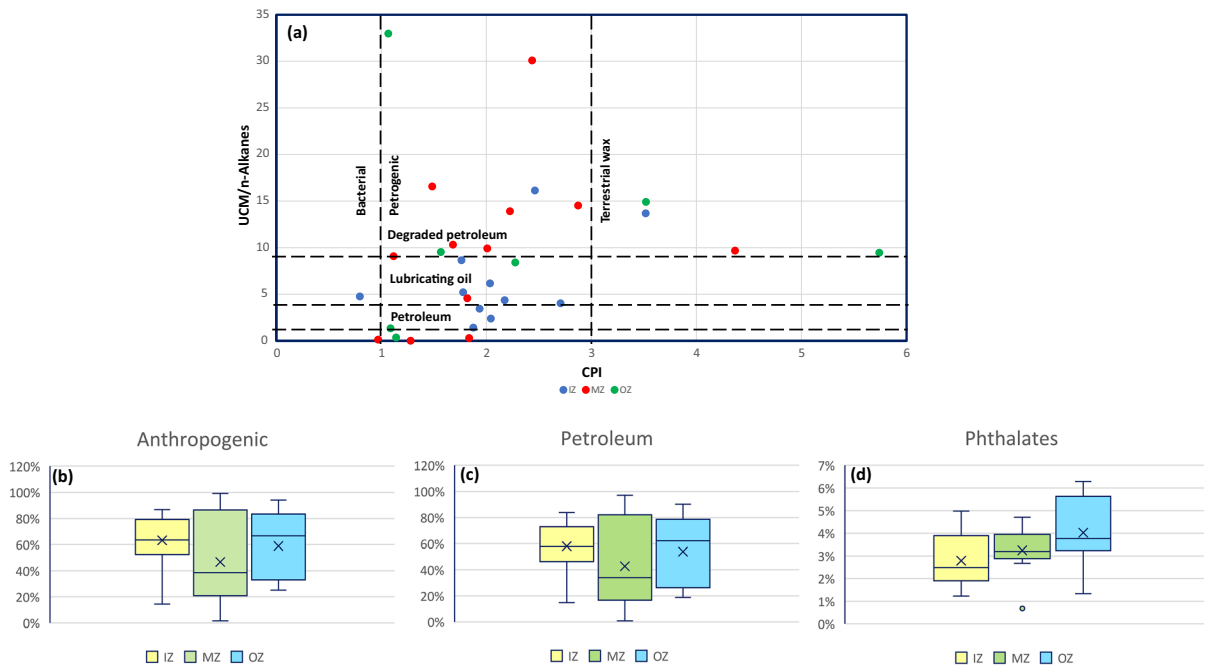 (a)
35
30
25
20
15
10
5
0
UCM/n-Alkanes
Bacterial
Petrogenic
Terrestrial wax
Degraded petroleum
Lubricating oil
Petroleum
0 1 2 3 4 5 6
CPI
IZ MZ OZ
Anthropogenic
(b)
120%
100%
80%
60%
40%
20%
0%
IZ MZ OZ
Petroleum
(c)
120%
100%
80%
60%
40%
20%
0%
IZ MZ OZ
Phthalates
(d)
7%
6%
5%
4%
3%
2%
1%
0%
IZ MZ OZ